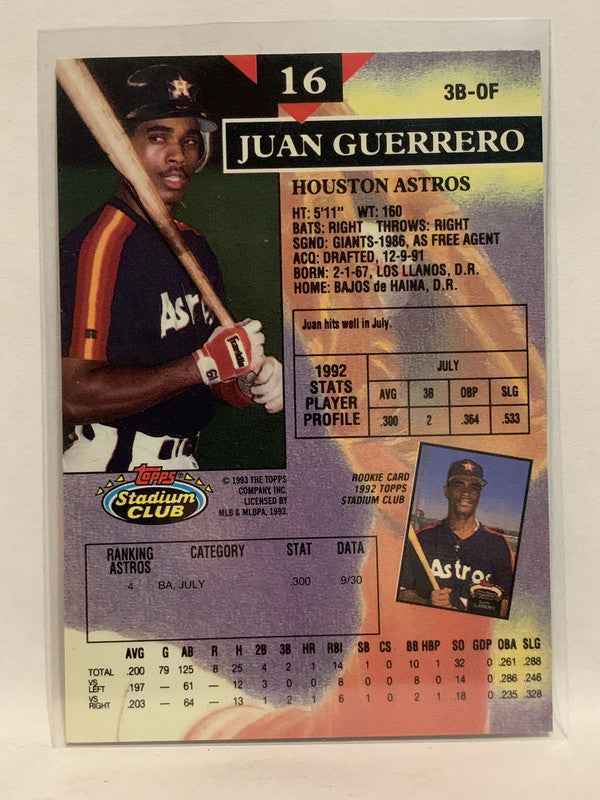 16
3B-OF
JUAN GUERRERO
HOUSTON ASTROS
HT: 5'11" WT: 160
BATS: RIGHT THROWS: RIGHT
SGND: GIANTS-1986, AS FREE AGENT
ACQ: DRAFTED, 12-9-91
BORN: 2-1-67, LOS LLANOS, D.R.
HOME: BAJOS de HAINA, D.R.
Astros
Franklin
Juan hits well in July.
1992 STATS PLAYER PROFILE
JULY
AVG 3B OBP SLG
.300 2 .364 .533
Topps
Stadium
CLUB
© 1993 THE TOPPS
COMPANY, INC.
LICENSED BY
MLB & MLBPA, 1993.
ROOKIE CARD
1992 TOPPS
STADIUM CLUB
Astros
RANKING ASTROS CATEGORY STAT DATA
4 BA, JULY .300 9/30
AVG G AB R H 2B 3B HR RBI SB CS BB HBP SO GDP OBA SLG
TOTAL .200 79 125 8 25 4 2 1 14 1 0 10 1 32 0 .261 .288
VS LEFT .197 — 61 — 12 3 0 0 8 0 0 8 0 14 0 .286 .246
VS RIGHT .203 — 64 — 13 1 2 1 6 1 0 2 1 18 0 .235 .328